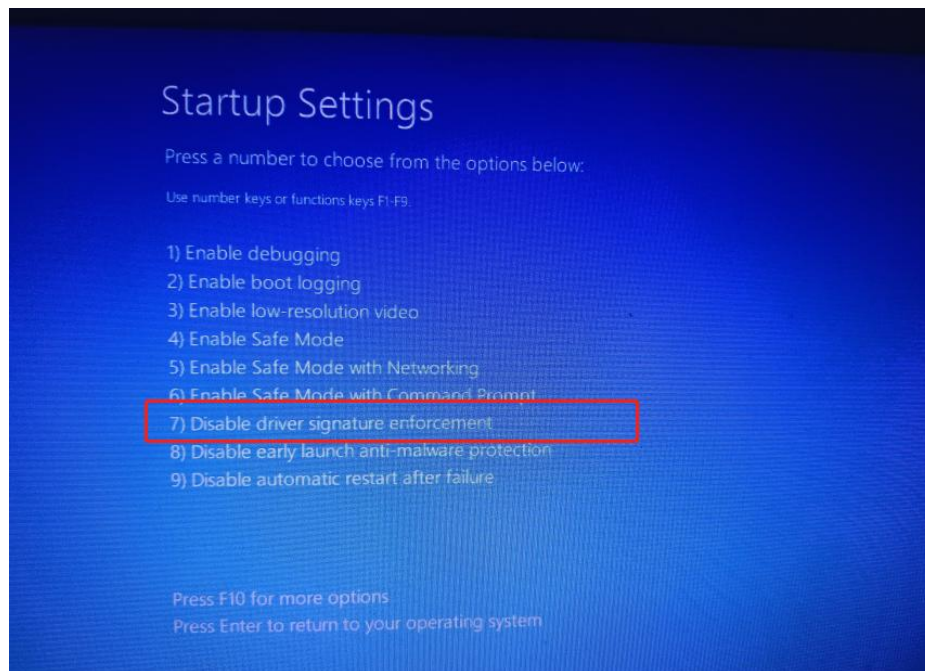 Startup Settings
Press a number to choose from the options below:
Use number keys or functions keys F1-F9.
1) Enable debugging
2) Enable boot logging
3) Enable low-resolution video
4) Enable Safe Mode
5) Enable Safe Mode with Networking
6) Enable Safe Mode with Command Prompt
7) Disable driver signature enforcement
8) Disable early launch anti-malware protection
9) Disable automatic restart after failure
Press F10 for more options
Press Enter to return to your operating system